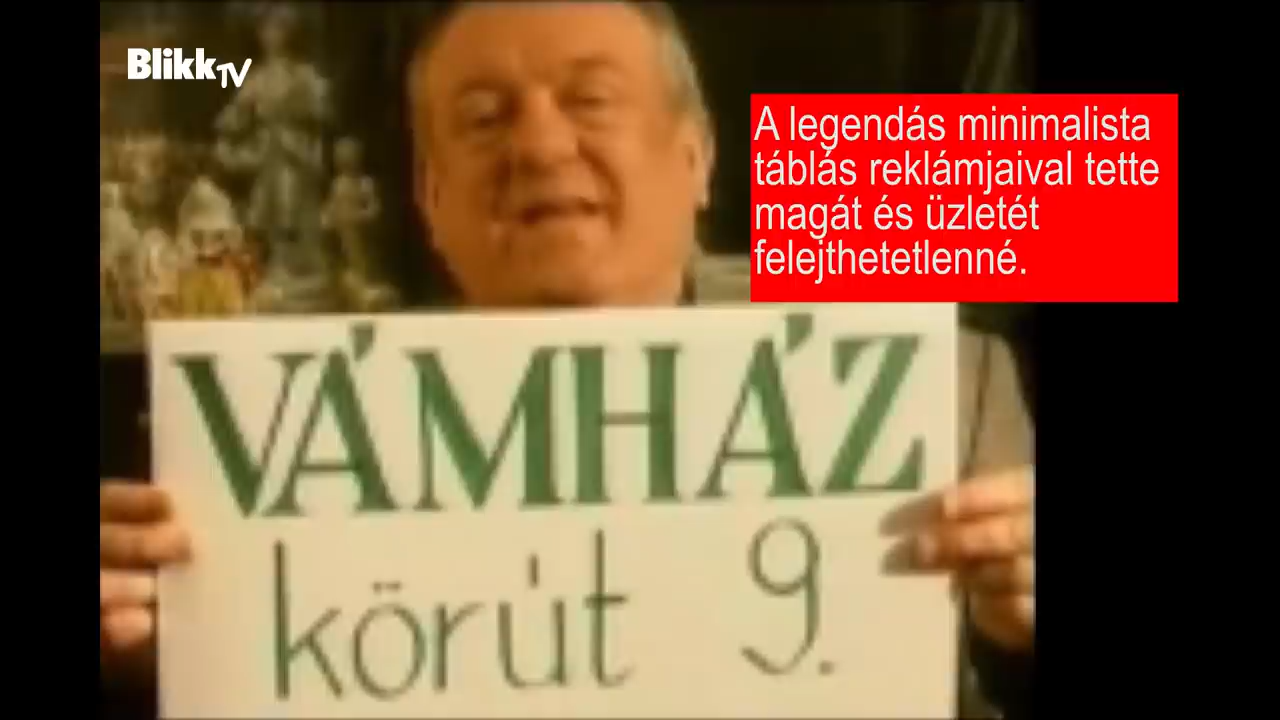 BlikkTV
A legendás minimalista
táblás reklámjaival tette
magát és üzletét
felejthetetlenné.
VÁMHÁZ
körút 9.